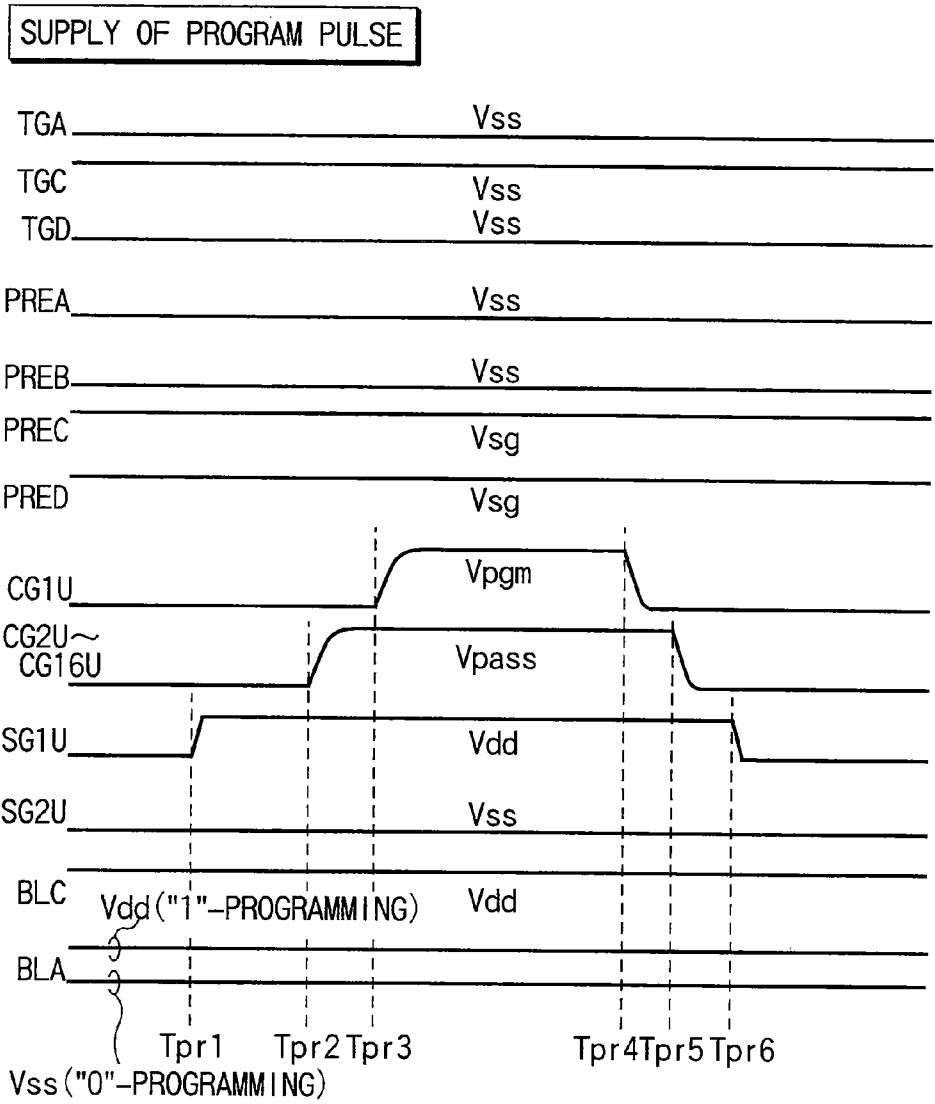 SUPPLY OF PROGRAM PULSE
TGA Vss
TGC Vss
TGD Vss
PREA Vss
PREB Vss
PREC Vsg
PRED Vsg
CG1U Vpgm
CG2U~
CG16U Vpass
SG1U Vdd
SG2U Vss
BLC Vdd
Vdd("1"-PROGRAMMING)
BLA
Tpr1 Tpr2 Tpr3 Tpr4 Tpr5 Tpr6
Vss("0"-PROGRAMMING)